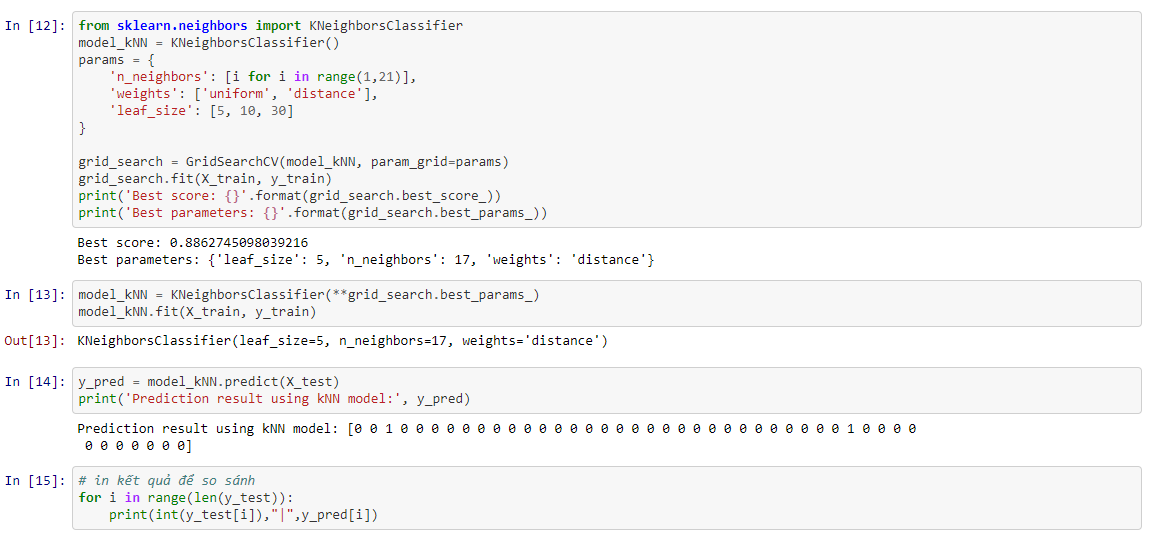 In [12]: from sklearn.neighbors import KNeighborsClassifier
model_kNN = KNeighborsClassifier()
params = {
    'n_neighbors': [i for i in range(1,21)],
    'weights': ['uniform', 'distance'],
    'leaf_size': [5, 10, 30]
}
grid_search = GridSearchCV(model_kNN, param_grid=params)
grid_search.fit(X_train, y_train)
print('Best score: {}'.format(grid_search.best_score_))
print('Best parameters: {}'.format(grid_search.best_params_))
Best score: 0.8862745098039216
Best parameters: {'leaf_size': 5, 'n_neighbors': 17, 'weights': 'distance'}
In [13]: model_kNN = KNeighborsClassifier(**grid_search.best_params_)
model_kNN.fit(X_train, y_train)
Out[13]: KNeighborsClassifier(leaf_size=5, n_neighbors=17, weights='distance')
In [14]: y_pred = model_kNN.predict(X_test)
print('Prediction result using kNN model:', y_pred)
Prediction result using kNN model: [0 0 1 0 0 0 0 0 0 0 0 0 0 0 0 0 0 0 0 0 0 0 0 0 0 0 0 0 0 0 0 0 1 0 0 0 0
 0 0 0 0 0 0 0]
In [15]: # in kết quả để so sánh
for i in range(len(y_test)):
    print(int(y_test[i]),"|",y_pred[i])